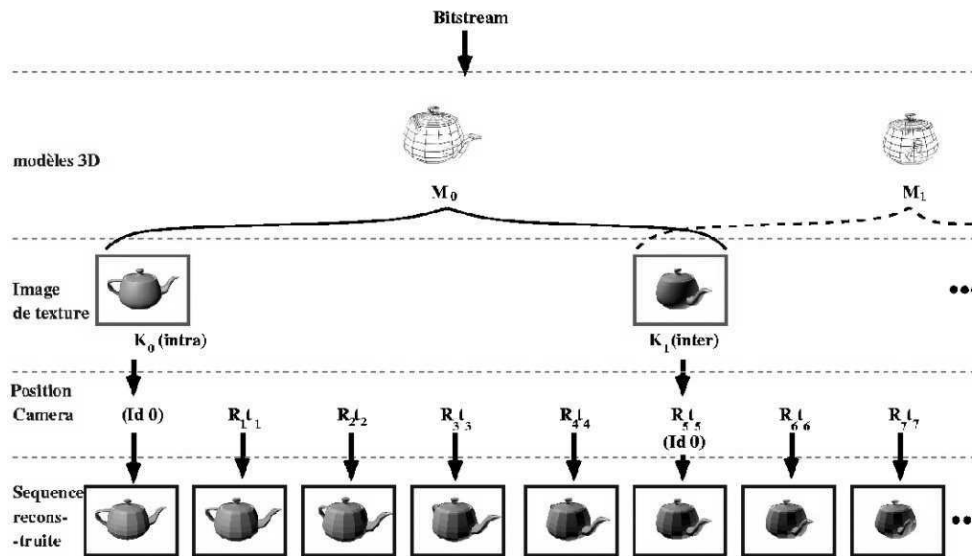 Bitstream
modèles 3D
M0 M1
Image
de texture
K0 (intra) K1 (inter)
Position
Camera
(Id 0) R1t1 R2t2 R3t3 R4t4 R5t5 R6t6 R7t7
(Id 0)
Sequence
recons-
-truite